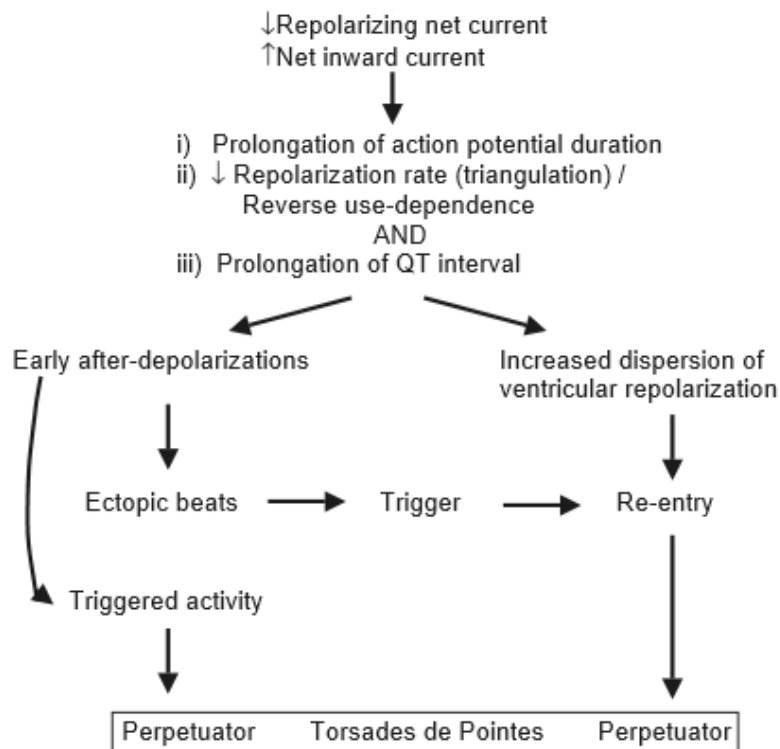 ↓Repolarizing net current
↑Net inward current
i) Prolongation of action potential duration
ii) ↓ Repolarization rate (triangulation) /
Reverse use-dependence
AND
iii) Prolongation of QT interval
Early after-depolarizations
Increased dispersion of
ventricular repolarization
Ectopic beats
Trigger
Re-entry
Triggered activity
Perpetuator Torsades de Pointes Perpetuator